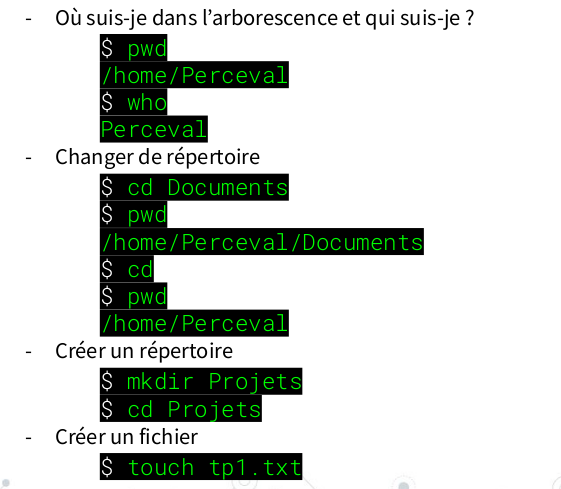 - Où suis-je dans l’arborescence et qui suis-je ?
$ pwd
/home/Perceval
$ who
Perceval
- Changer de répertoire
$ cd Documents
$ pwd
/home/Perceval/Documents
$ cd
$ pwd
/home/Perceval
- Créer un répertoire
$ mkdir Projets
$ cd Projets
- Créer un fichier
$ touch tp1.txt